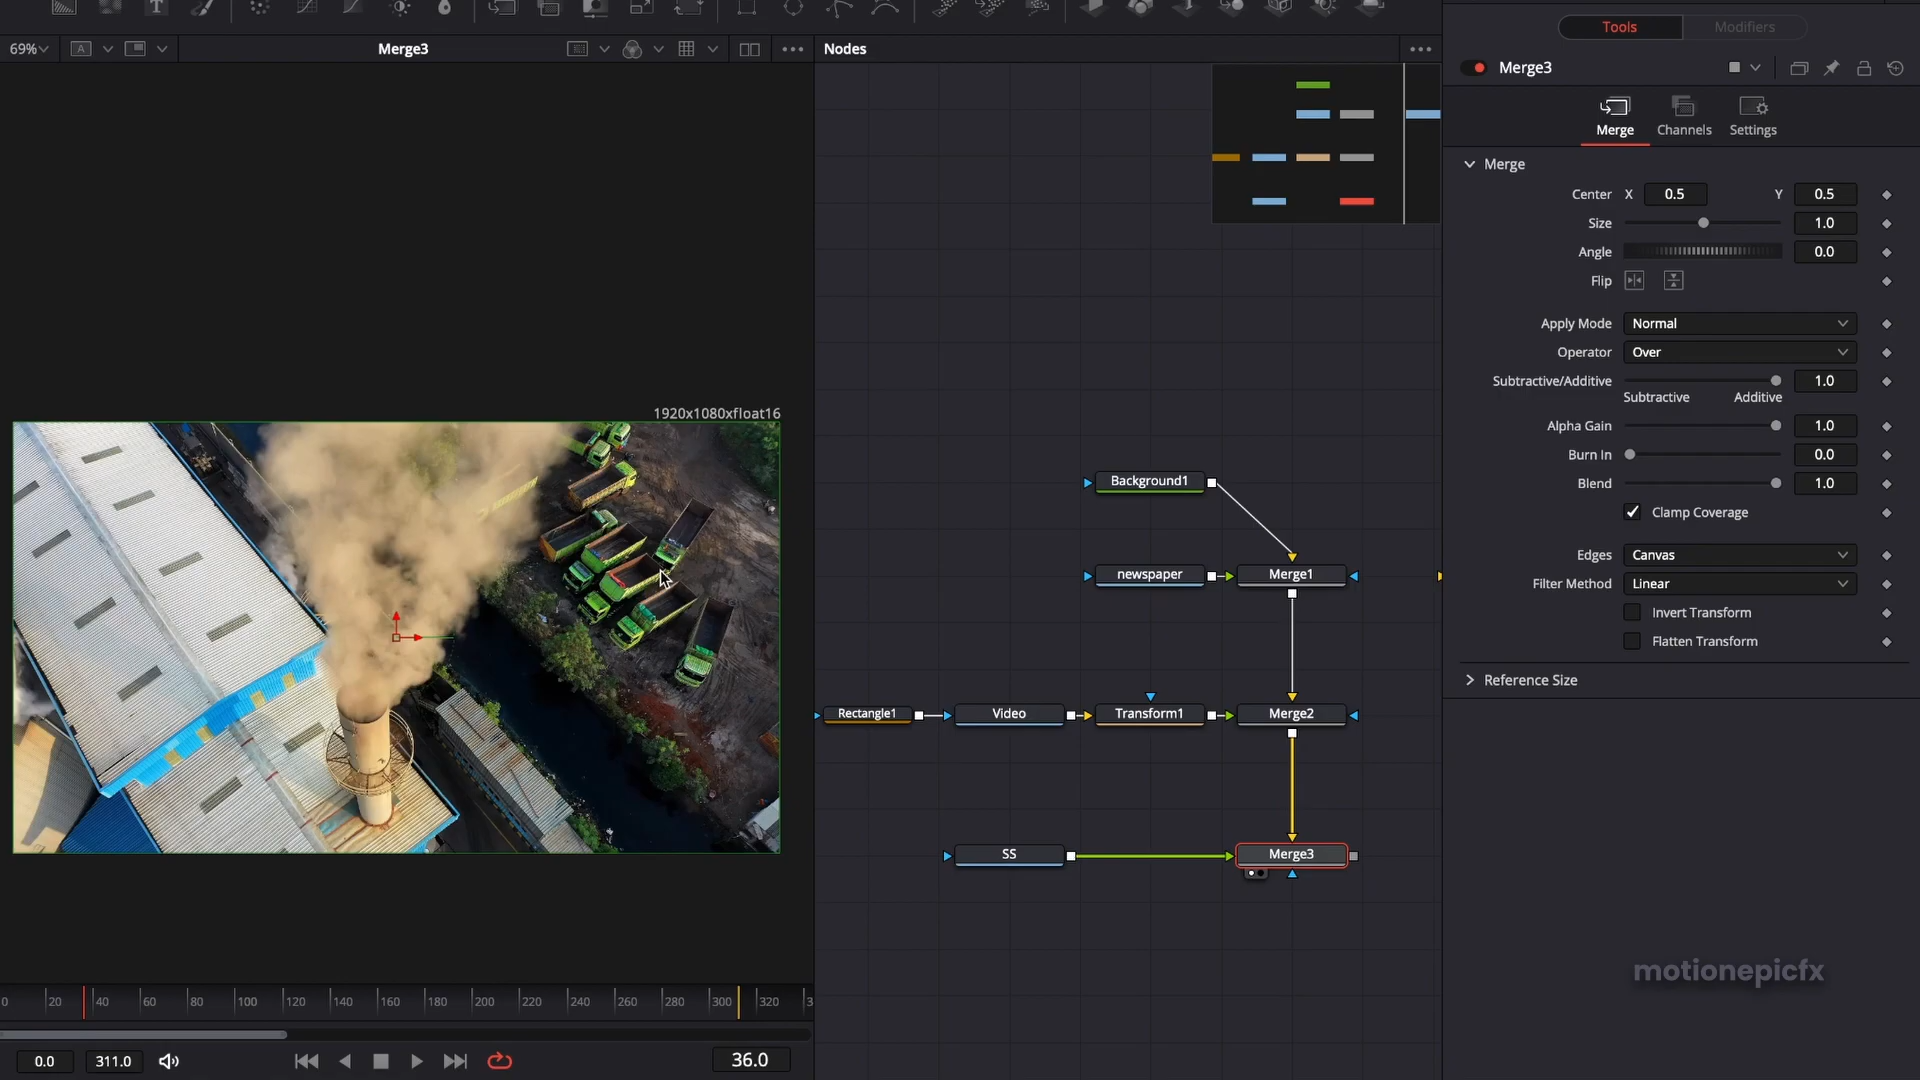 69%
A
Merge3
Nodes
Tools
Modifiers
Merge3
Merge
Channels
Settings
Merge
Center X 0.5 Y 0.5
Size 1.0
Angle 0.0
Flip
Apply Mode Normal
Operator Over
Subtractive/Additive 1.0
Subtractive Additive
Alpha Gain 1.0
Burn In 0.0
Blend 1.0
Clamp Coverage
Edges Canvas
Filter Method Linear
Invert Transform
Flatten Transform
Reference Size
1920x1080xfloat16
Background1
newspaper
Merge1
Rectangle1
Video
Transform1
Merge2
SS
Merge3
motionepicfx
0 20 40 60 80 100 120 140 160 180 200 220 240 260 280 300 320 3
0.0
311.0
36.0